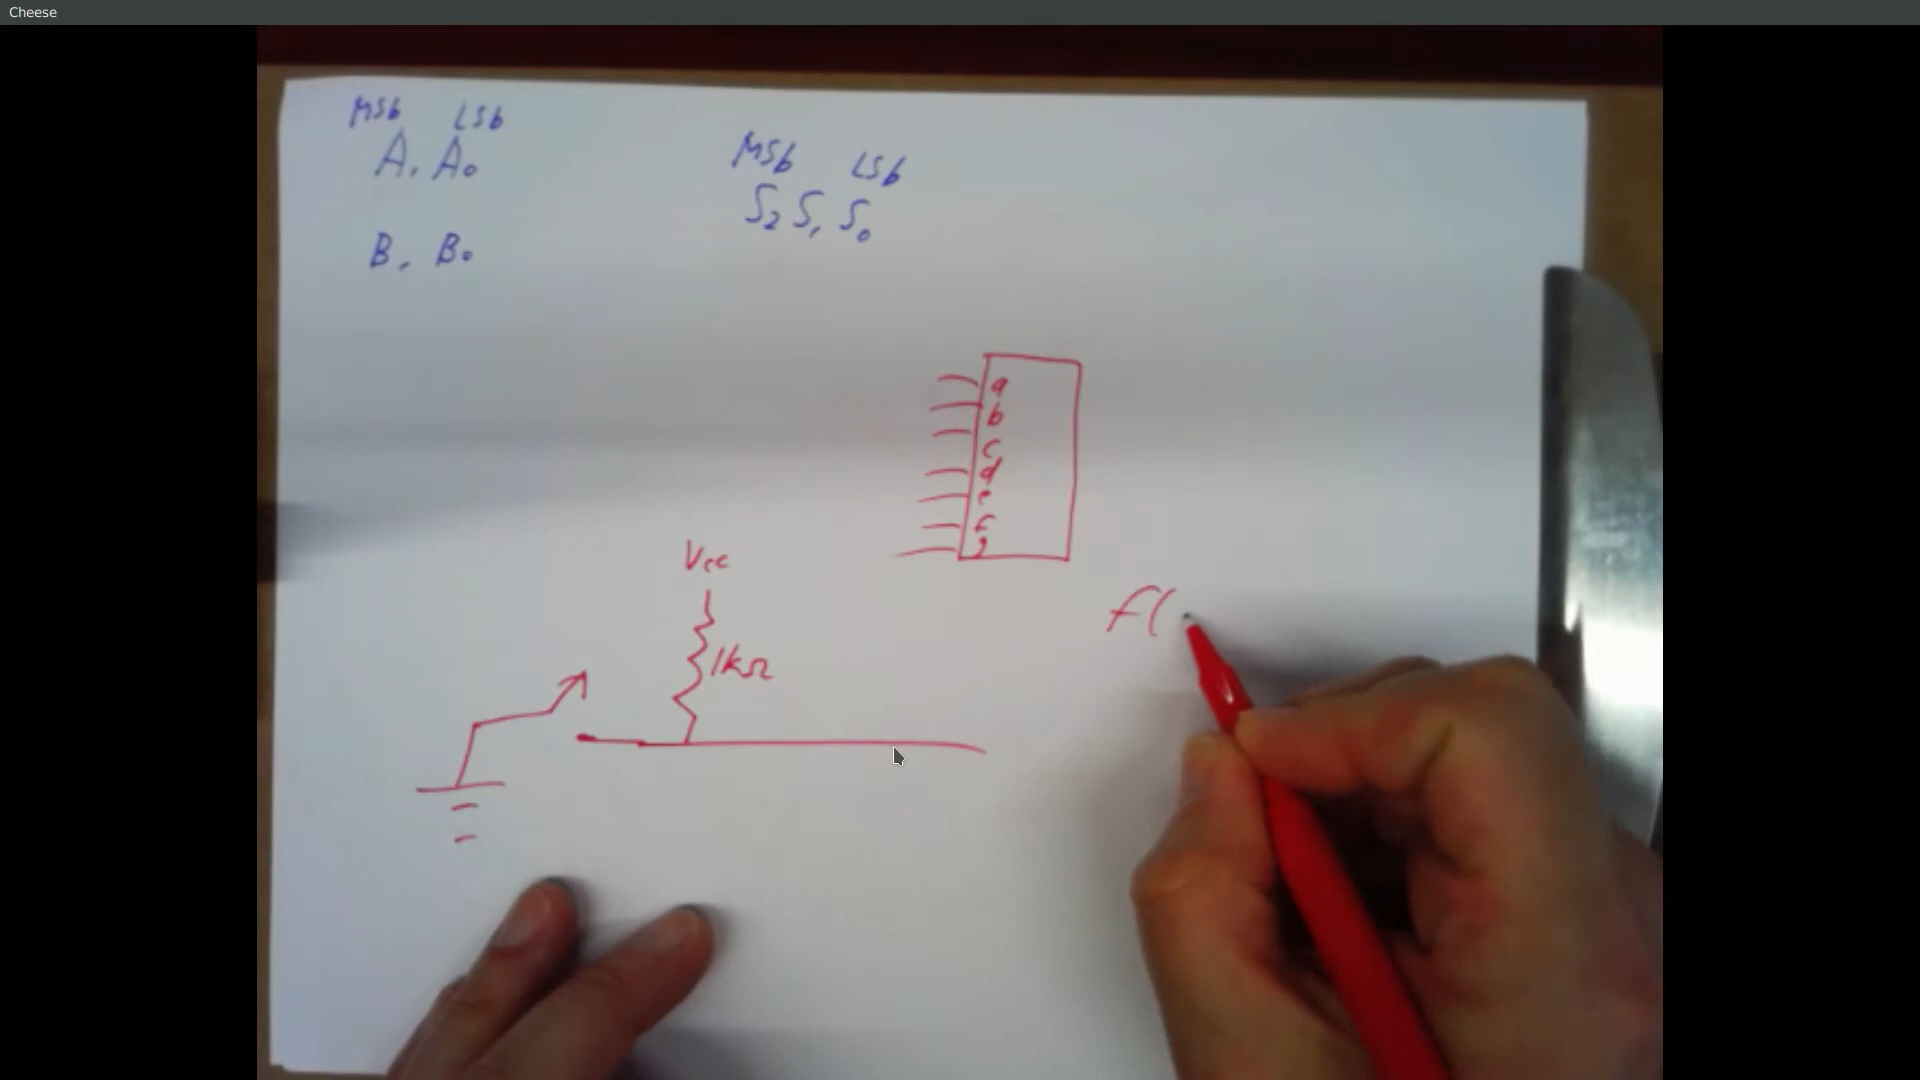 Cheese
MSb LSb
A₁ A₀
B₁ B₀
MSb LSb
S₂ S₁ S₀
a
b
c
d
e
f
g
Vcc
1kΩ
f(